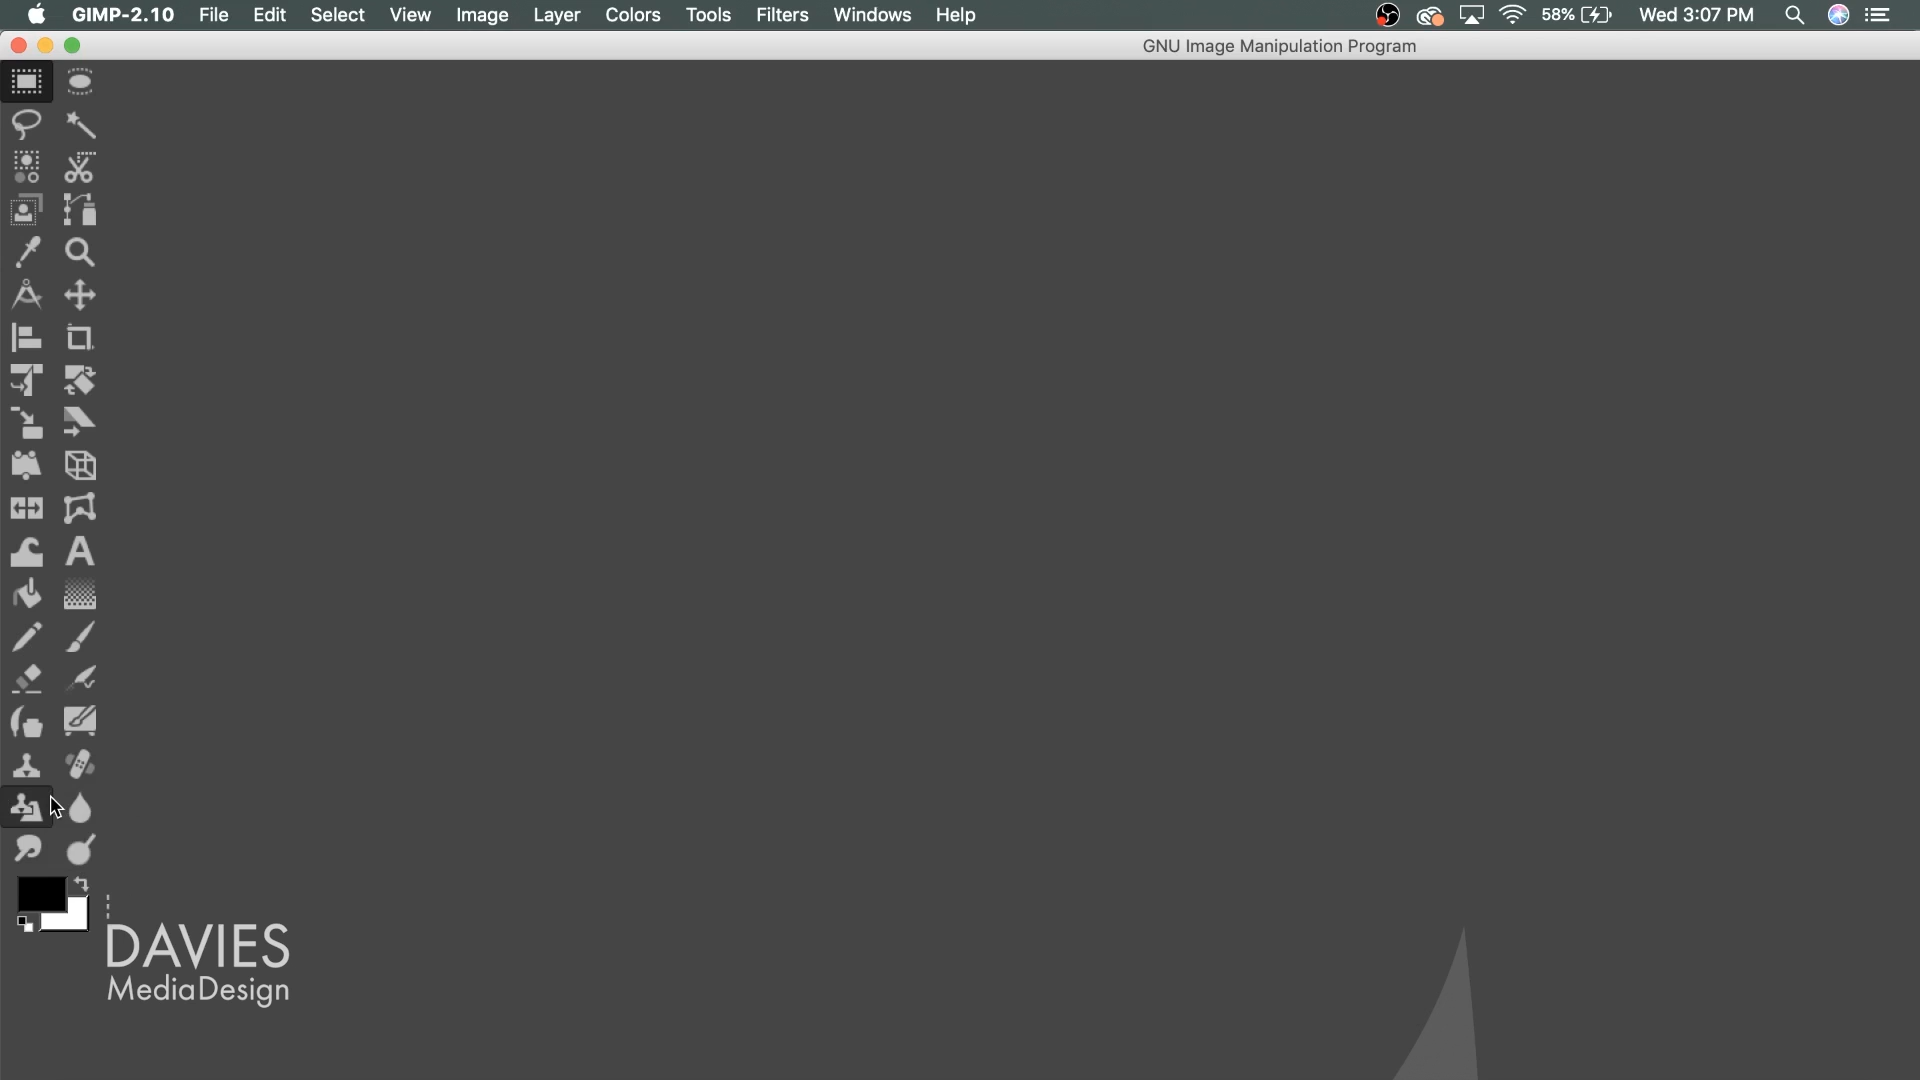 GIMP-2.10 File Edit Select View Image Layer Colors Tools Filters Windows Help 58% Wed 3:07 PM
GNU Image Manipulation Program
DAVIES
MediaDesign